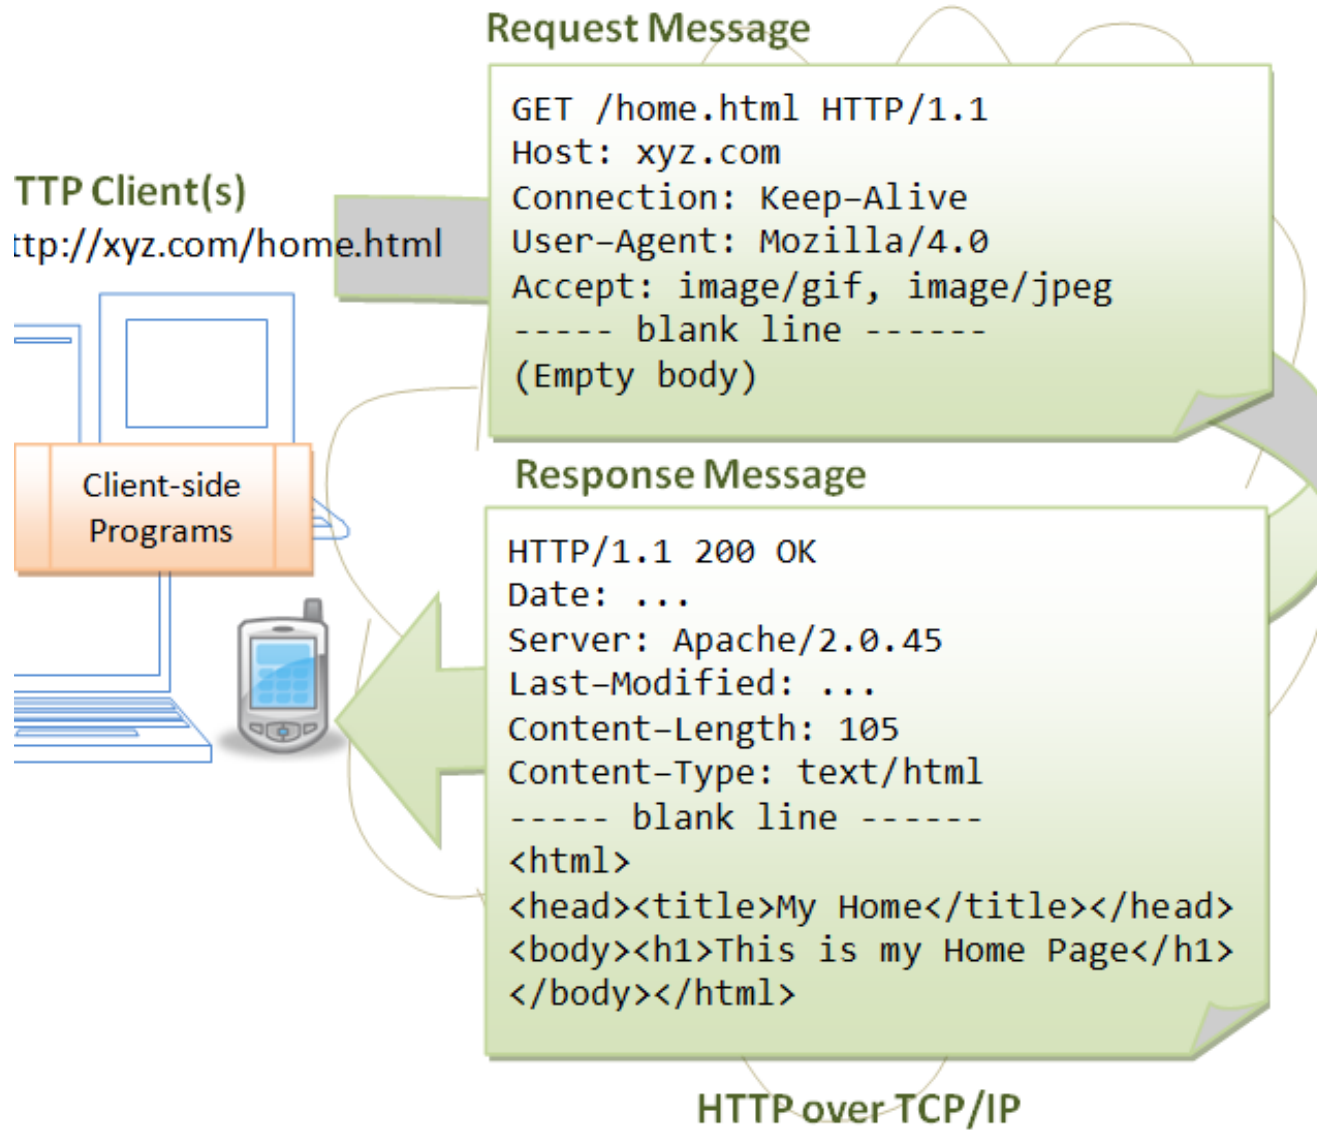 Request Message
GET /home.html HTTP/1.1
Host: xyz.com
Connection: Keep-Alive
User-Agent: Mozilla/4.0
Accept: image/gif, image/jpeg
----- blank line ------
(Empty body)
TTP Client(s)
ttp://xyz.com/home.html
Client-side
Programs
Response Message
HTTP/1.1 200 OK
Date: ...
Server: Apache/2.0.45
Last-Modified: ...
Content-Length: 105
Content-Type: text/html
----- blank line ------
<html>
<head><title>My Home</title></head>
<body><h1>This is my Home Page</h1>
</body></html>
HTTP over TCP/IP